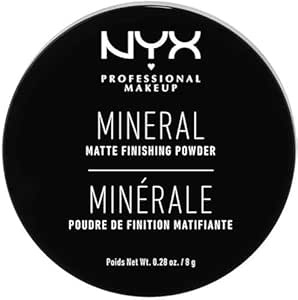 NYX
PROFESSIONAL
MAKEUP
MINERAL
MATTE FINISHING POWDER
MINÉRALE
POUDRE DE FINITION MATIFIANTE
Poids Net Wt. 0.28 oz. / 8 g